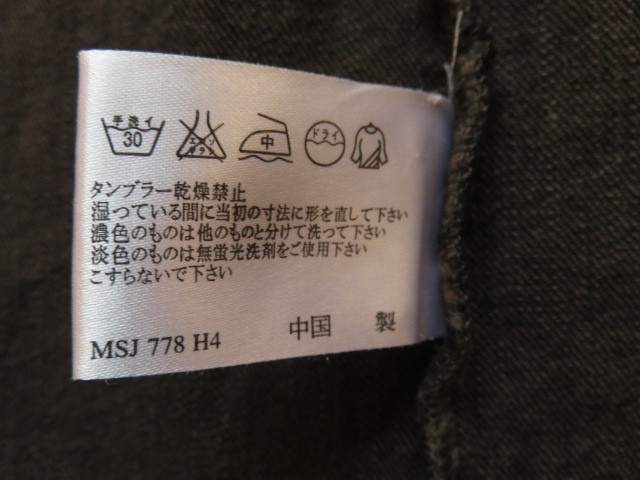 手洗イ 30 エンソサラシ 中 ドライ
タンブラー乾燥禁止
湿っている間に当初の寸法に形を直して下さい
濃色のものは他のものと分けて洗って下さい
淡色のものは無蛍光洗剤をご使用下さい
こすらないで下さい
MSJ 778 H4 中国 製